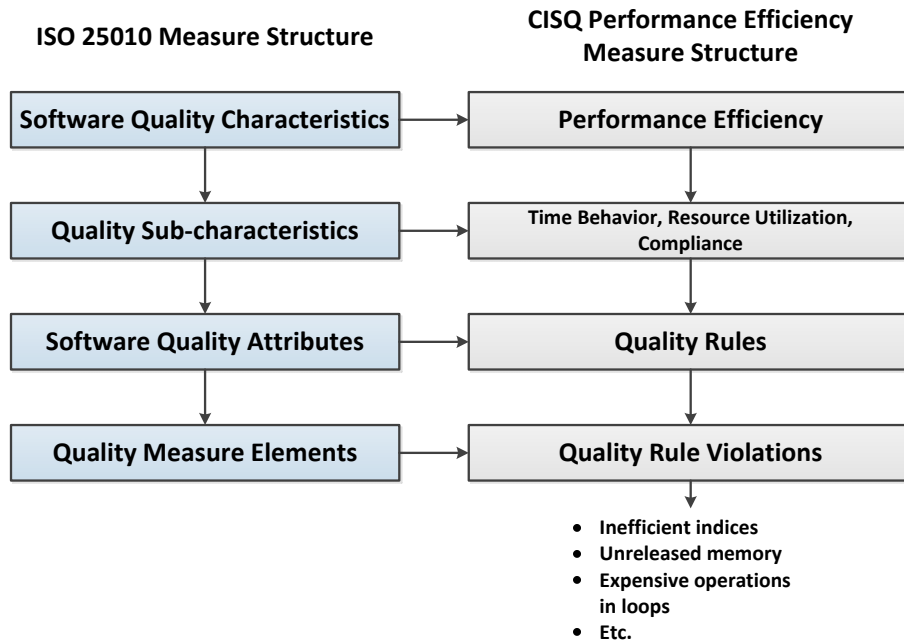 ISO 25010 Measure Structure
CISQ Performance Efficiency
Measure Structure
Software Quality Characteristics
Performance Efficiency
Quality Sub-characteristics
Time Behavior, Resource Utilization,
Compliance
Software Quality Attributes
Quality Rules
Quality Measure Elements
Quality Rule Violations
• Inefficient indices
• Unreleased memory
• Expensive operations
in loops
• Etc.